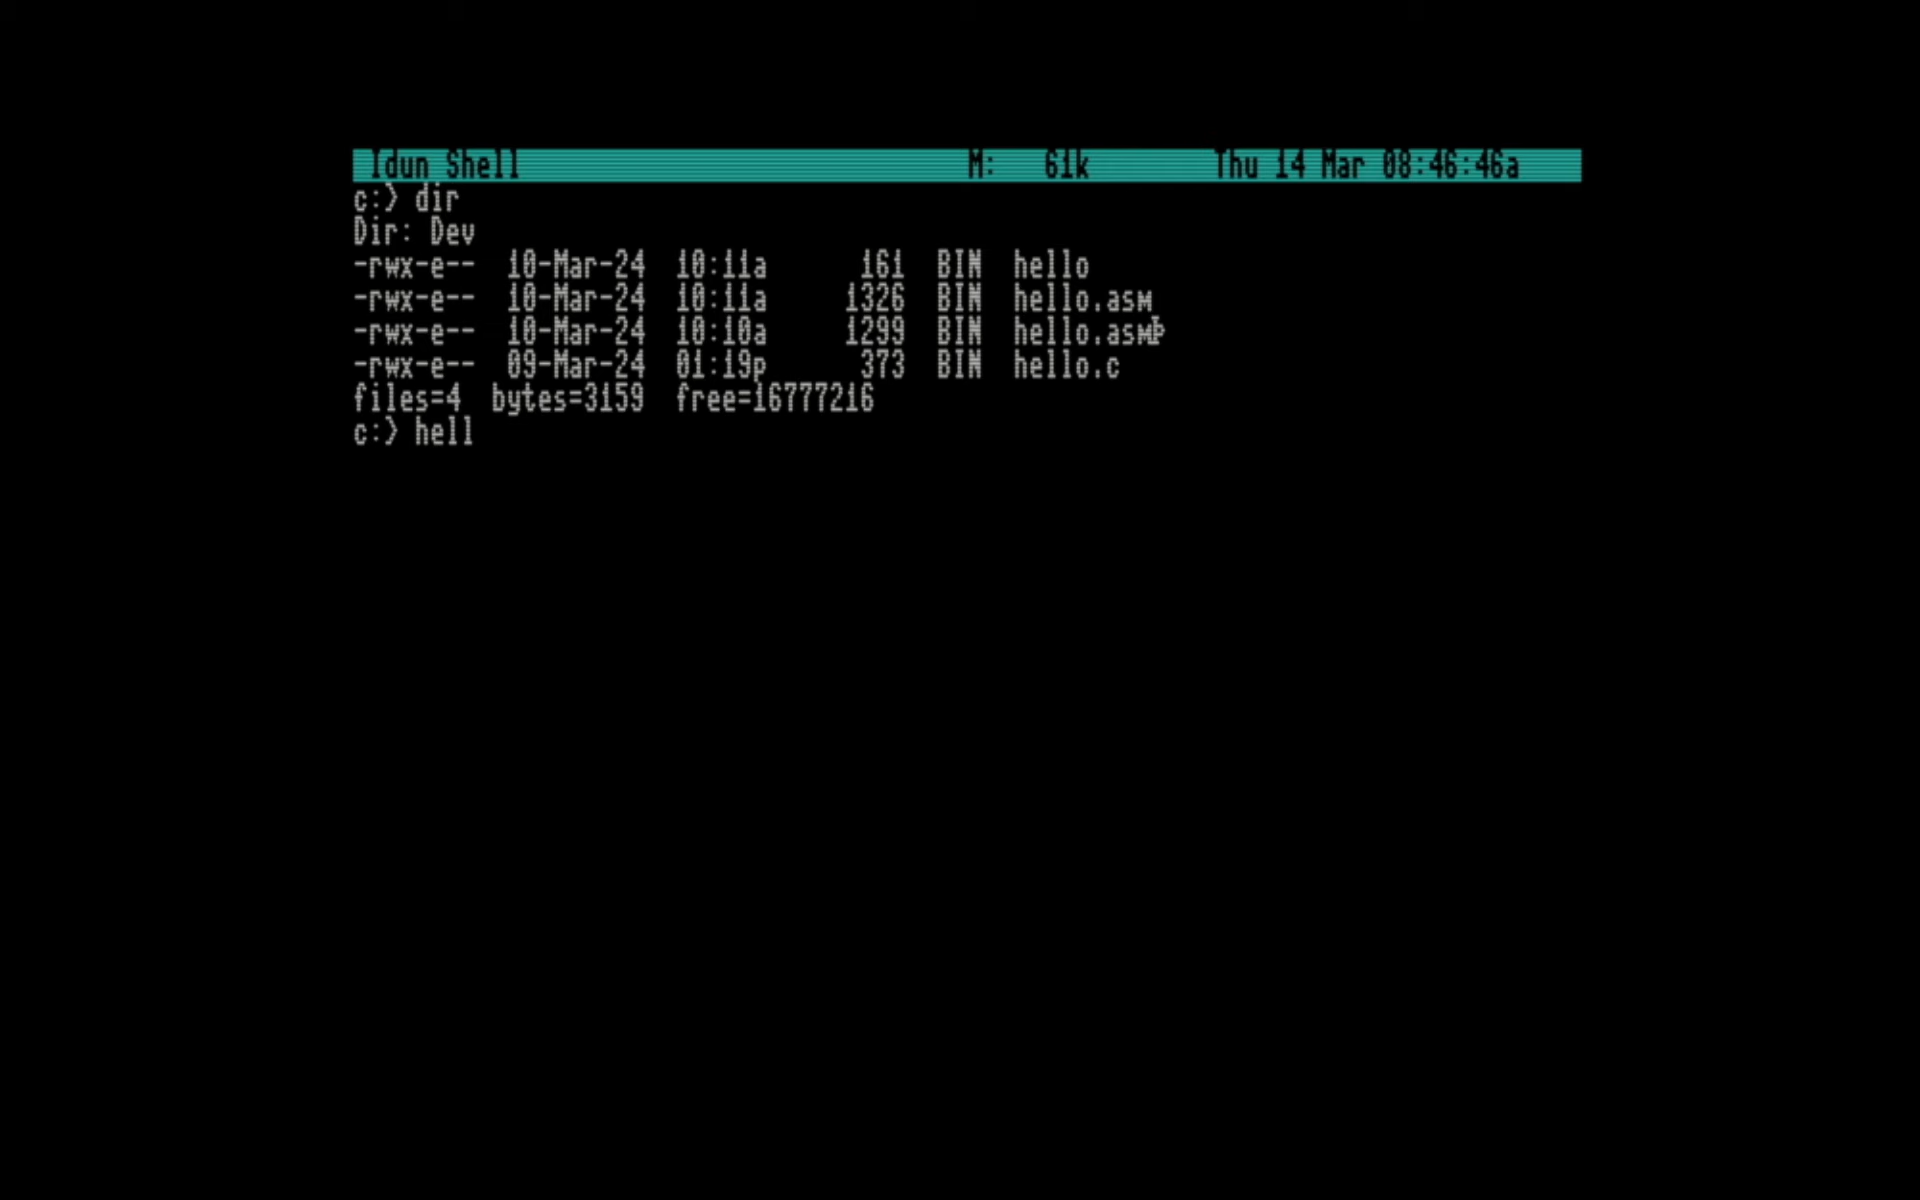 Idun Shell M: 61k Thu 14 Mar 08:46:46a
c:> dir
Dir: Dev
-rwx-e-- 10-Mar-24 10:11a 161 BIN hello
-rwx-e-- 10-Mar-24 10:11a 1326 BIN hello.asm
-rwx-e-- 10-Mar-24 10:10a 1299 BIN hello.asm
-rwx-e-- 09-Mar-24 01:19p 373 BIN hello.c
files=4 bytes=3159 free=16777216
c:> hell